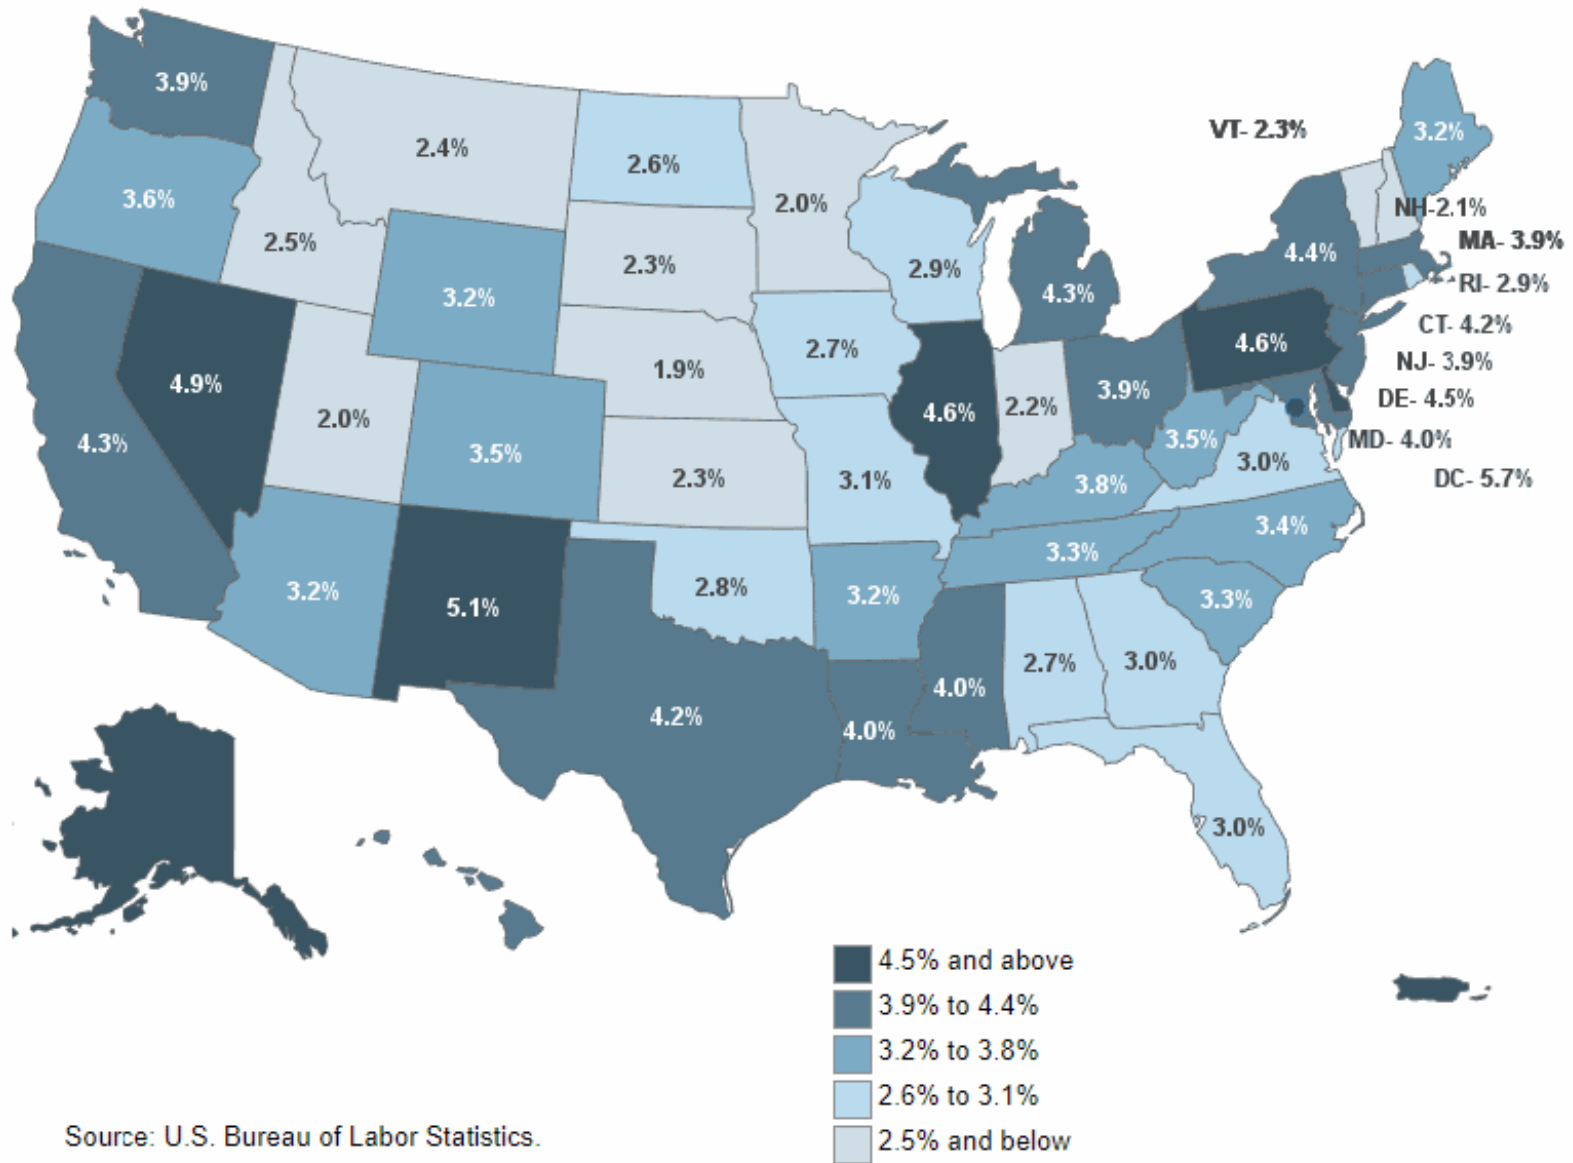 3.9%
VT- 2.3%
3.2%
2.4%
2.6%
2.0%
3.6%
NH-2.1%
2.5%
4.4%
MA- 3.9%
2.3%
2.9%
RI- 2.9%
3.2%
4.3%
CT- 4.2%
4.6%
2.7%
NJ- 3.9%
1.9%
4.9%
3.9%
DE- 4.5%
2.2%
4.6%
2.0%
4.3%
3.5%
MD- 4.0%
3.5%
3.0%
2.3%
3.1%
3.8%
DC- 5.7%
3.4%
3.3%
3.2%
2.8%
3.2%
3.3%
5.1%
2.7%
3.0%
4.0%
4.2%
4.0%
3.0%
4.5% and above
3.9% to 4.4%
3.2% to 3.8%
2.6% to 3.1%
2.5% and below
Source: U.S. Bureau of Labor Statistics.